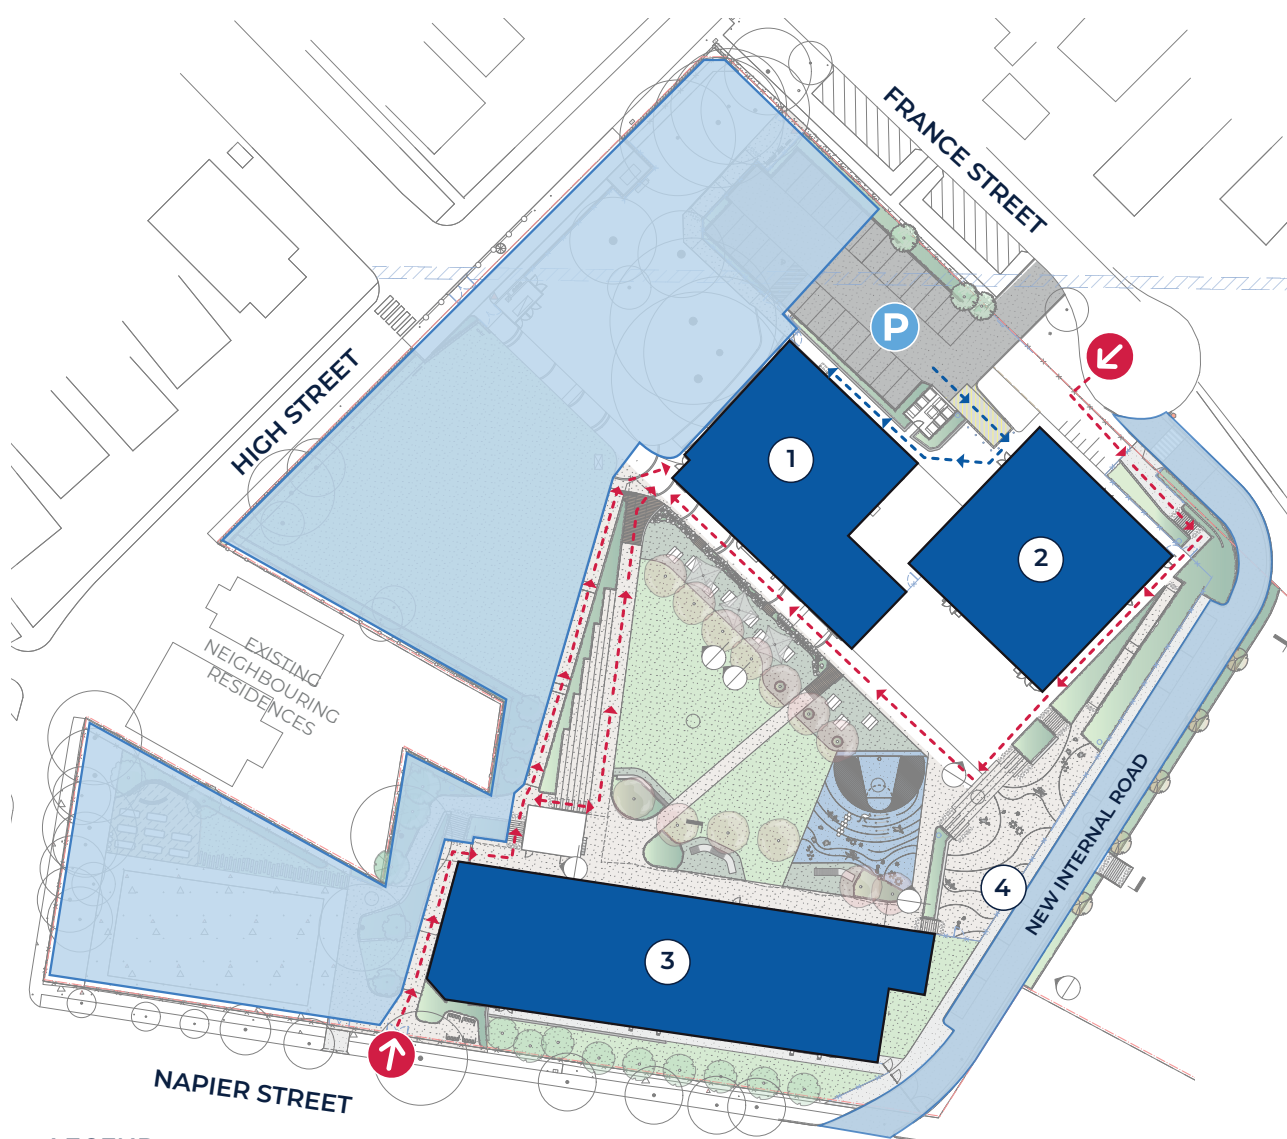 FRANCE STREET
P
HIGH STREET
1
2
EXISTING
NEIGHBOURING
RESIDENCES
NEW INTERNAL ROAD
4
3
NAPIER STREET